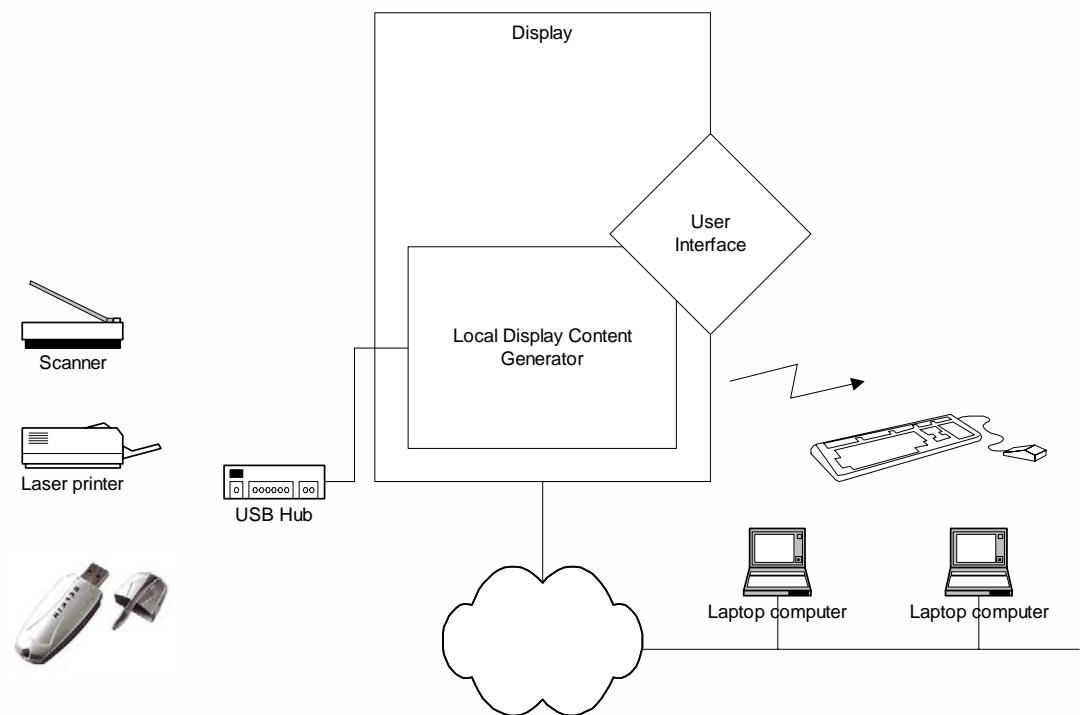 Display
User
Interface
Local Display Content
Generator
Scanner
Laser printer
USB Hub
Laptop computer
Laptop computer